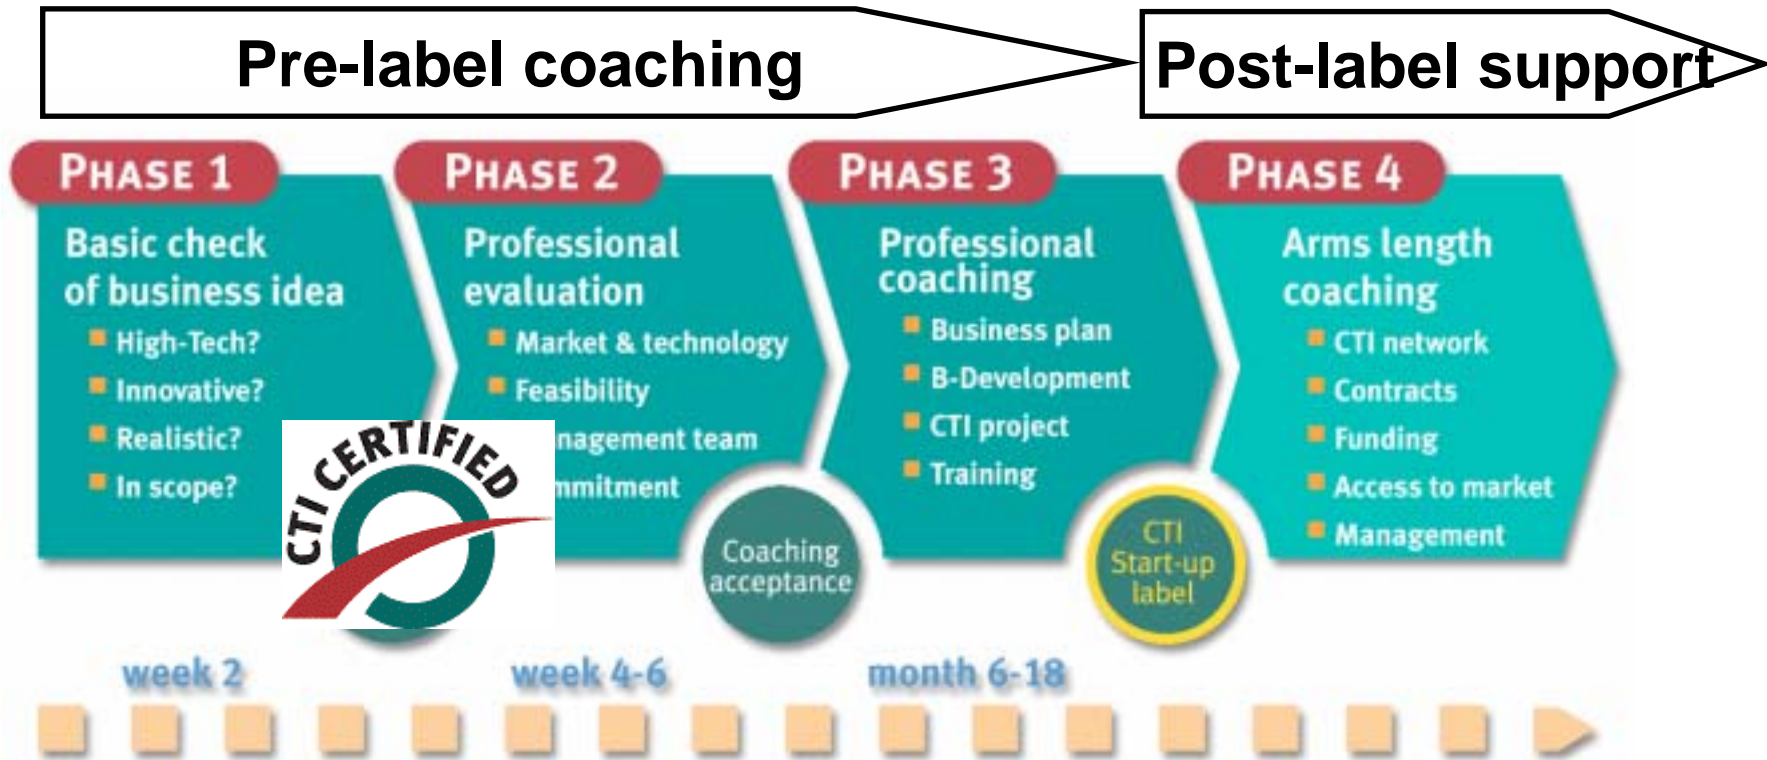 Pre-label coaching
Post-label support
PHASE 1
Basic check
of business idea
High-Tech?
Innovative?
Realistic?
In scope?
CTI CERTIFIED
PHASE 2
Professional
evaluation
Market & technology
Feasibility
nagement team
mmitment
Coaching
acceptance
PHASE 3
Professional
coaching
Business plan
B-Development
CTI project
Training
CTI
Start-up
label
PHASE 4
Arms length
coaching
CTI network
Contracts
Funding
Access to market
Management
week 2
week 4-6
month 6-18